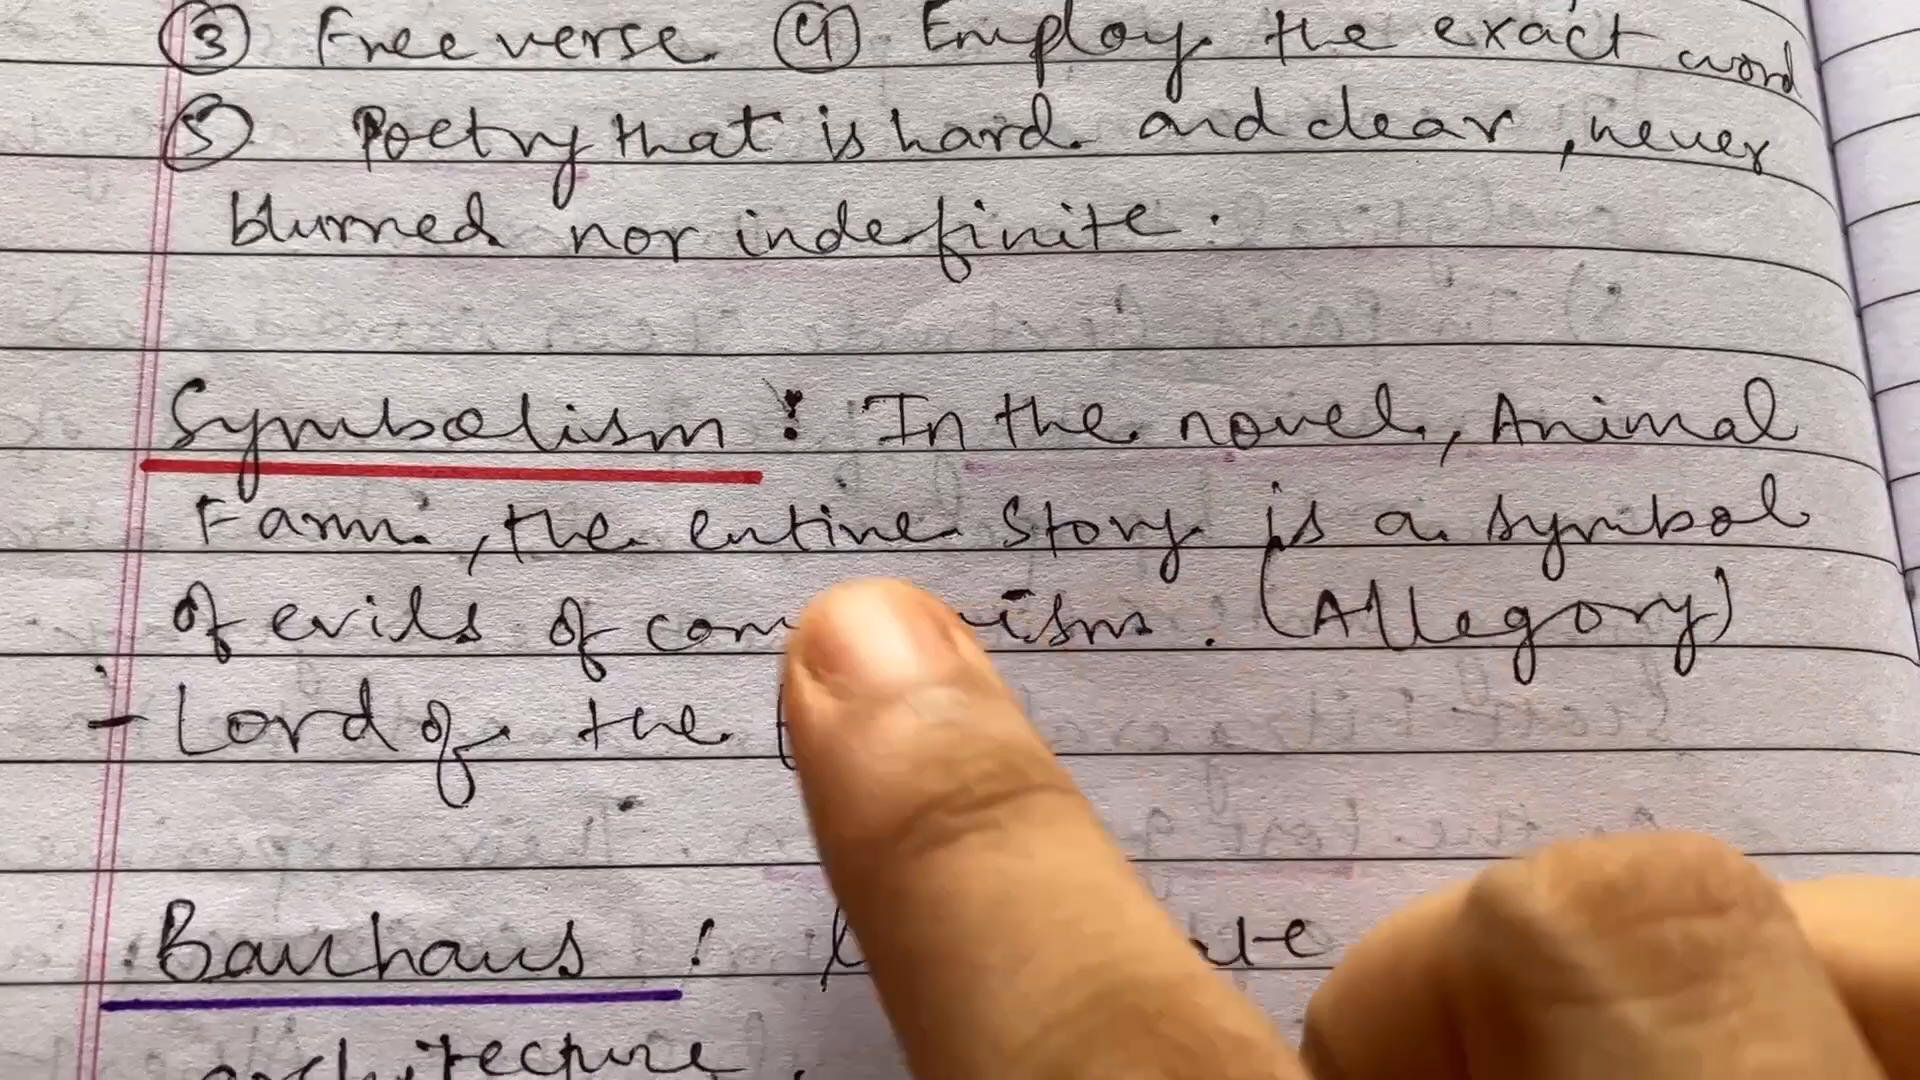 ③ Free verse ④ Employ the exact word
⑤ Poetry that is hard and clear, never
blurred nor indefinite.
Symbolism : In the novel, Animal
Farm, the entire story is a symbol
of evils of . (Allegory)
- Lord of the
Bauhaus :
architecture.